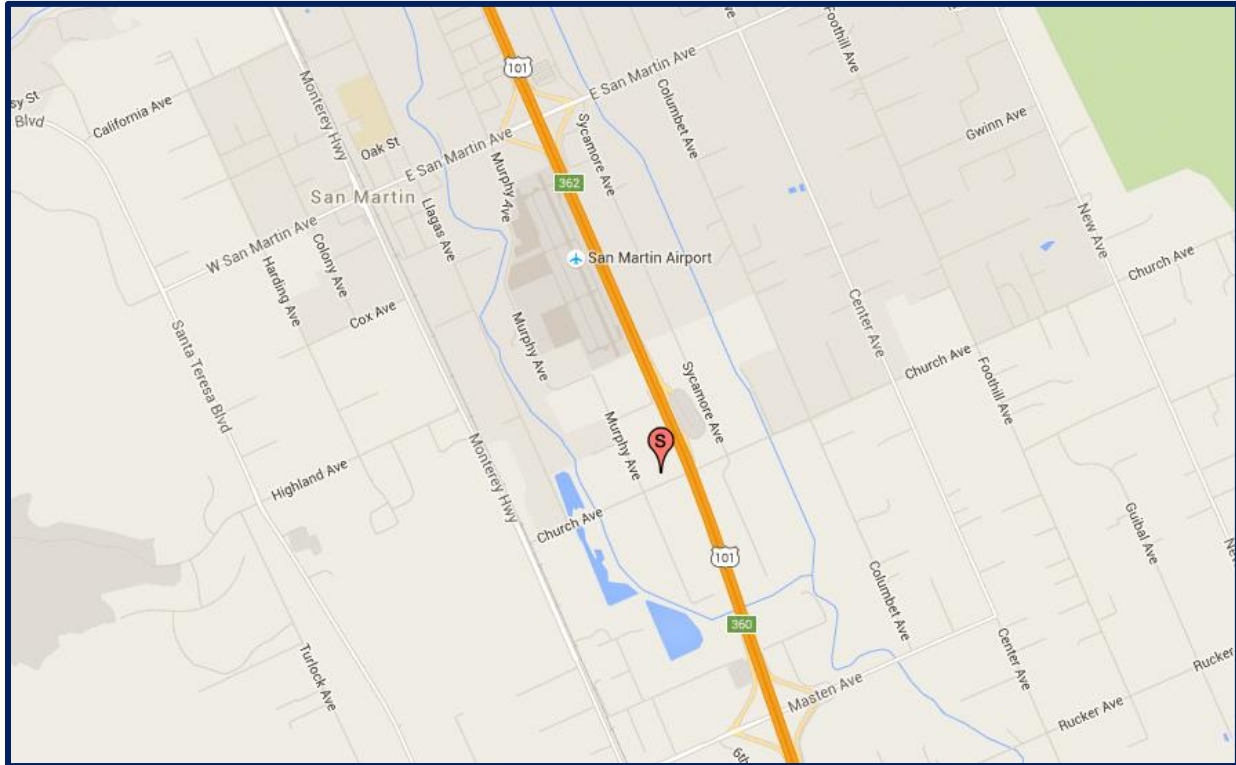 101
E San Martin Ave
Foothill Ave
Columbet Ave
Sycamore Ave
Gwinn Ave
sy St
Blvd
California Ave
Monterey Hwy
Oak St
E San Martin Ave
Murphy Ave
362
San Martin
Llagas Ave
W San Martin Ave
Colony Ave
Harding Ave
Cox Ave
San Martin Airport
New Ave
Church Ave
Center Ave
Santa Teresa Blvd
Murphy Ave
Church Ave
Foothill Ave
Sycamore Ave
Murphy Ave
S
Monterey Hwy
Highland Ave
Church Ave
Guibal Ave
New
101
Columbet Ave
360
Center Ave
Turlock Ave
Masten Ave
Rucker
Rucker Ave
6th